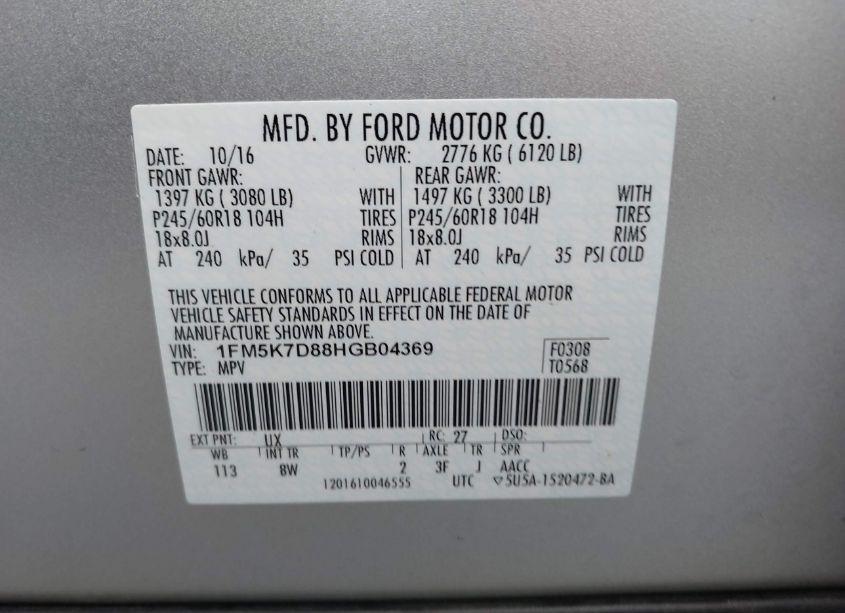 MFD. BY FORD MOTOR CO.
DATE: 10/16 GVWR: 2776 KG ( 6120 LB)
FRONT GAWR: REAR GAWR:
1397 KG ( 3080 LB) WITH 1497 KG ( 3300 LB) WITH
P245/60R18 104H TIRES P245/60R18 104H TIRES
18x8.0J RIMS 18x8.0J RIMS
AT 240 kPa/ 35 PSI COLD AT 240 kPa/ 35 PSI COLD
THIS VEHICLE CONFORMS TO ALL APPLICABLE FEDERAL MOTOR
VEHICLE SAFETY STANDARDS IN EFFECT ON THE DATE OF
MANUFACTURE SHOWN ABOVE.
VIN: 1FM5K7D88HGB04369 F0308
TYPE: MPV T0568
EXT PNT: UX RC: 27 DSO:
WB INT TR TP/PS R AXLE TR SPR
113 8W 2 3F J AACC
1201610046555 UTC ▽5U5A-1520472-BA